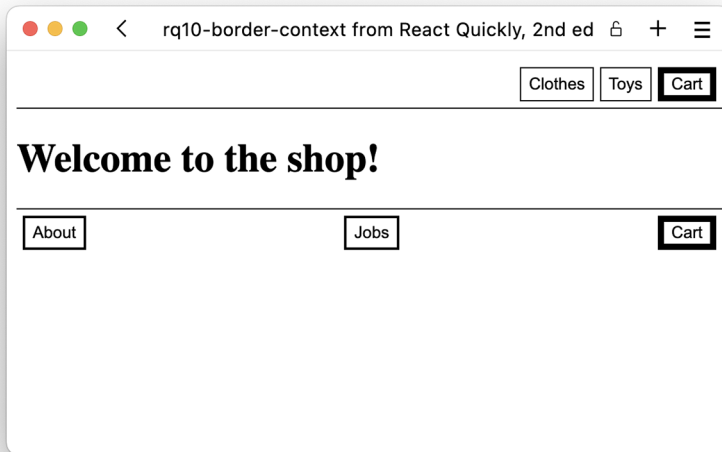 rq10-border-context from React Quickly, 2nd ed
Clothes Toys Cart
Welcome to the shop!
About Jobs Cart